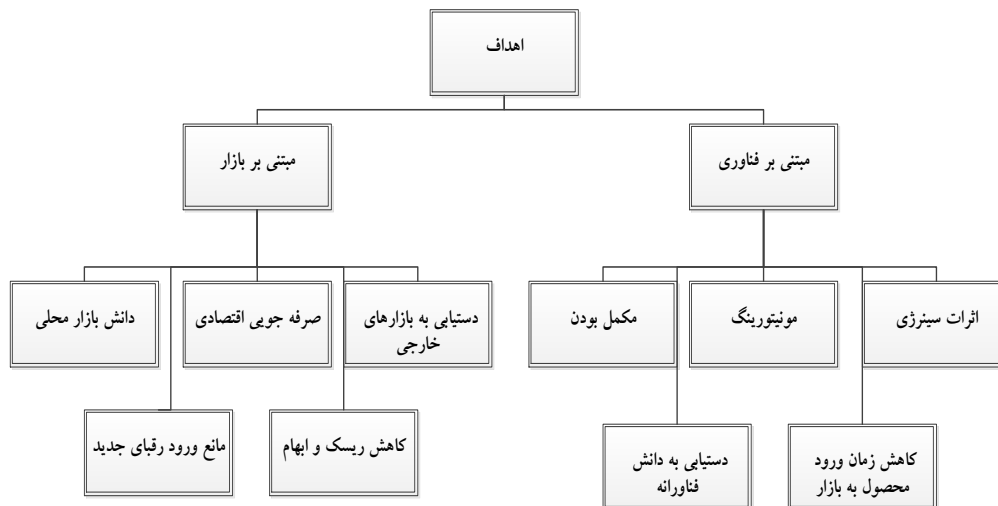 اهداف
مبتنی بر فناوری
مبتنی بر بازار
اثرات سینرژی
مونیتورینگ
مکمل بودن
دستیابی به بازارهای
خارجی
صرفه جویی اقتصادی
دانش بازار محلی
کاهش زمان ورود
محصول به بازار
دستیابی به دانش
فناورانه
کاهش ریسک و ابهام
مانع ورود رقبای جدید